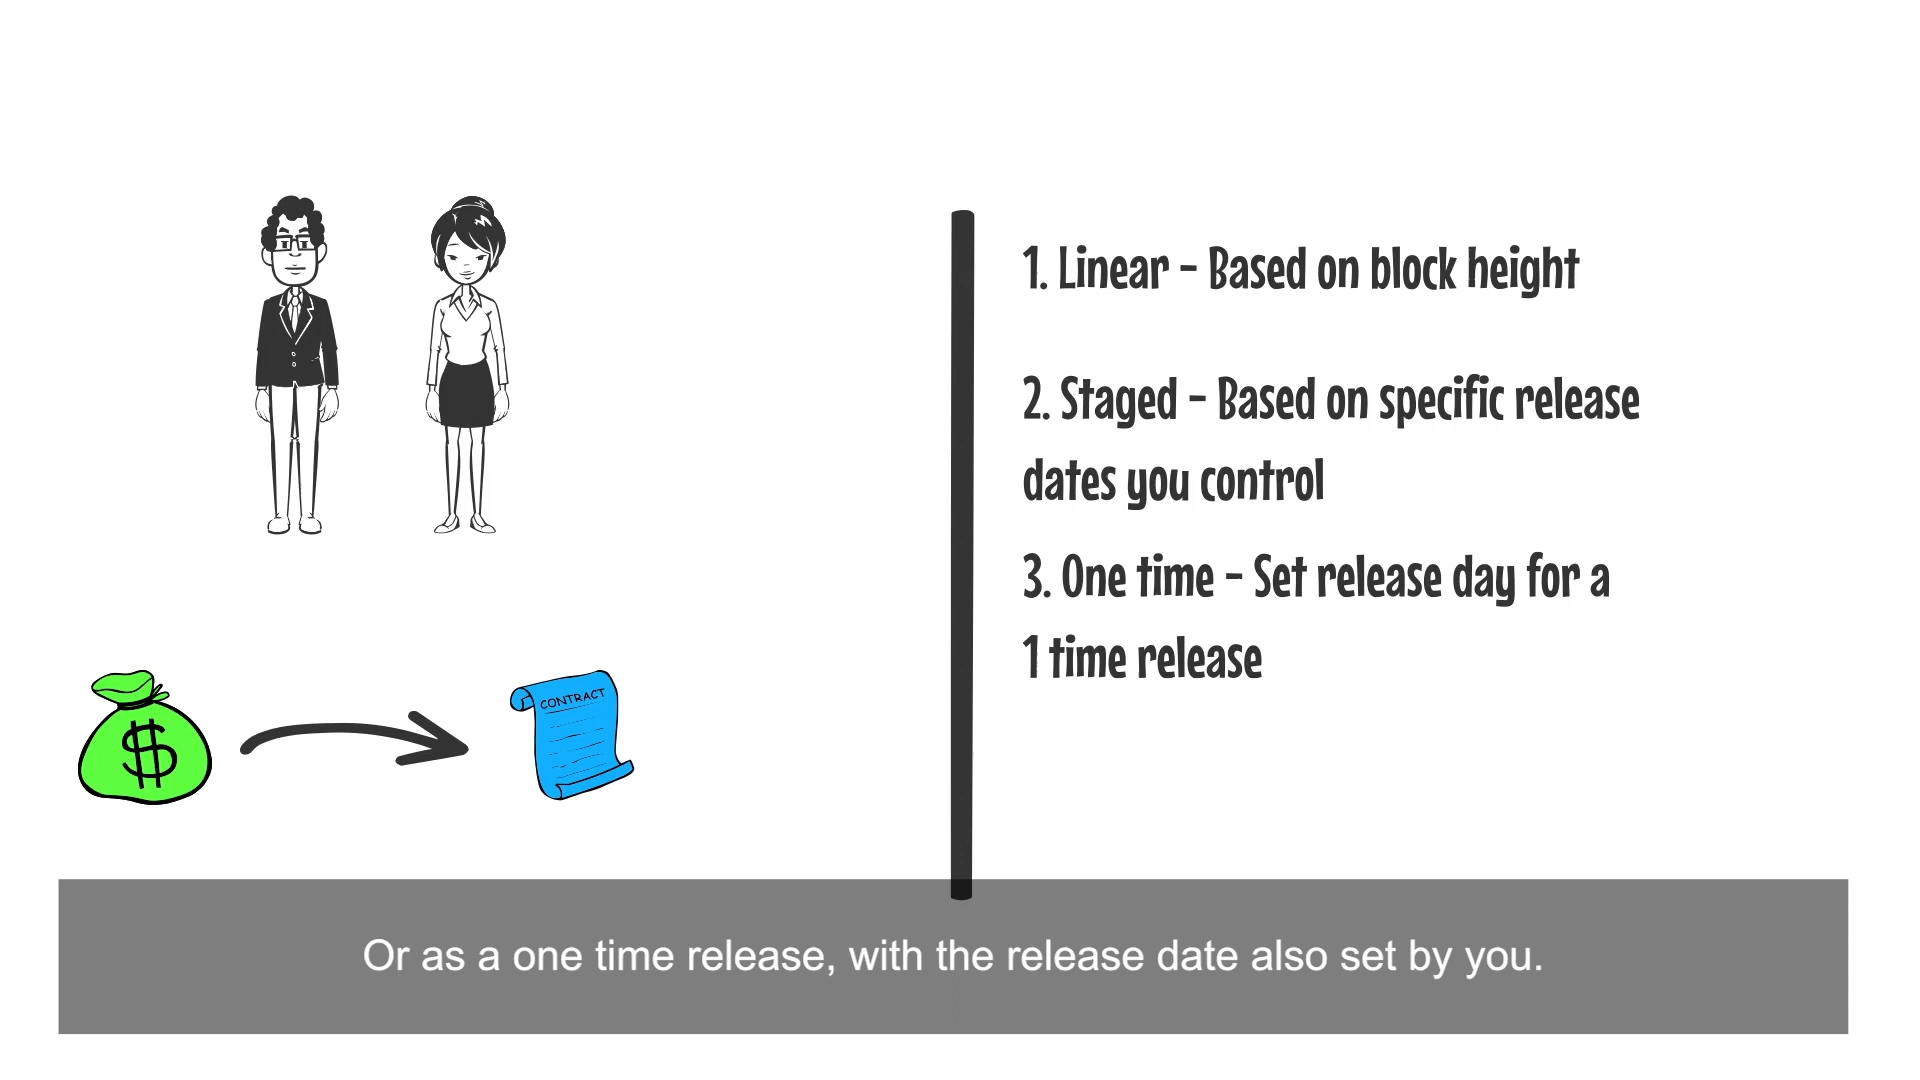 1. Linear - Based on block height
2. Staged - Based on specific release
dates you control
3. One time - Set release day for a
1 time release
$
CONTRACT
Or as a one time release, with the release date also set by you.